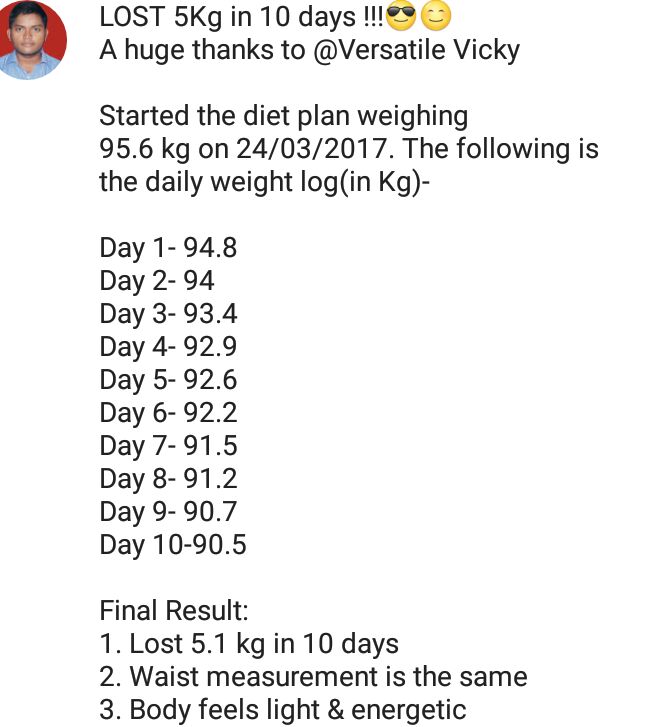 LOST 5Kg in 10 days !!!😎😊
A huge thanks to @Versatile Vicky
Started the diet plan weighing
95.6 kg on 24/03/2017. The following is
the daily weight log(in Kg)-
Day 1- 94.8
Day 2- 94
Day 3- 93.4
Day 4- 92.9
Day 5- 92.6
Day 6- 92.2
Day 7- 91.5
Day 8- 91.2
Day 9- 90.7
Day 10-90.5
Final Result:
1. Lost 5.1 kg in 10 days
2. Waist measurement is the same
3. Body feels light & energetic